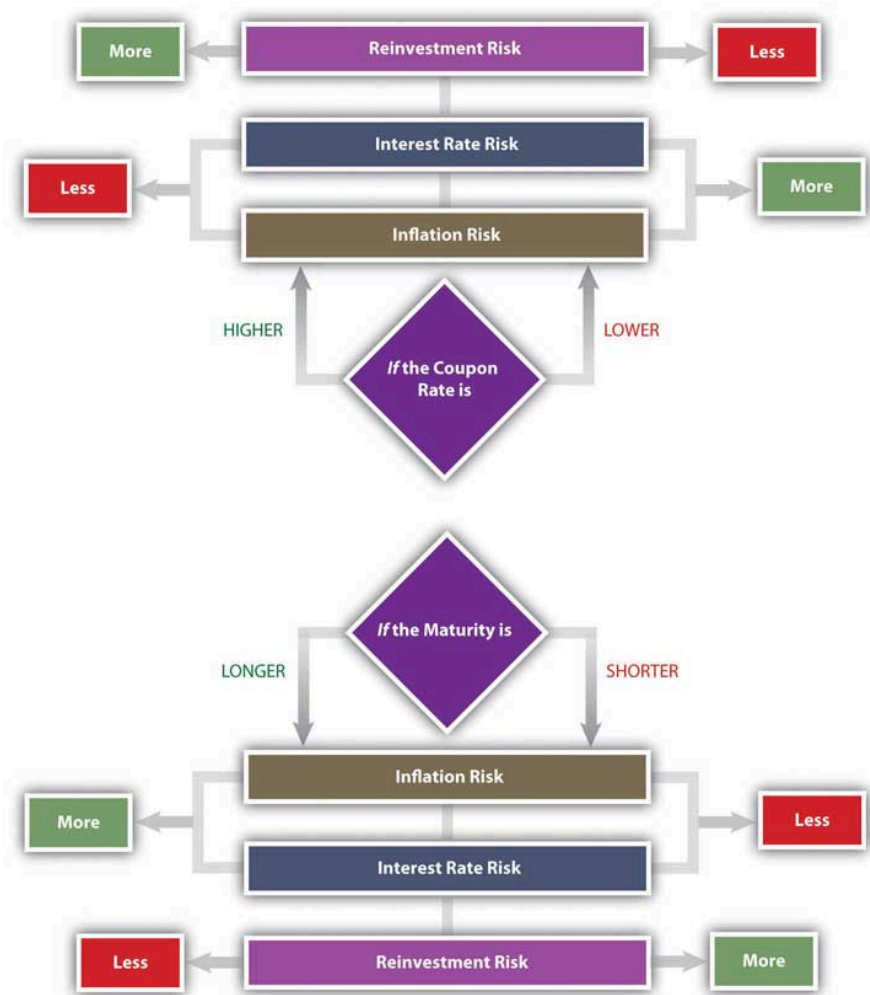 More
Reinvestment Risk
Less
Interest Rate Risk
Less
More
Inflation Risk
HIGHER
LOWER
If the Coupon
Rate is
If the Maturity is
LONGER
SHORTER
Inflation Risk
More
Less
Interest Rate Risk
Less
Reinvestment Risk
More